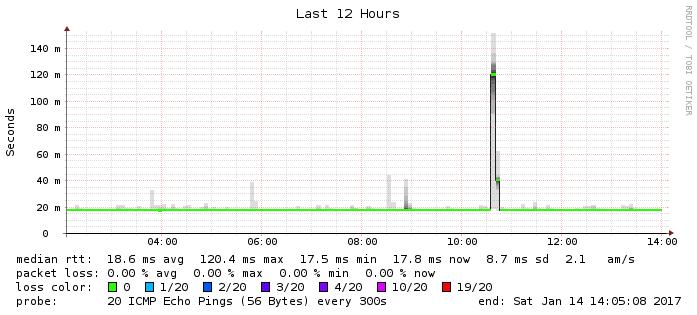 Last 12 Hours
RRDTOOL / TOBI OETIKER
Seconds
140 m
120 m
100 m
80 m
60 m
40 m
20 m
0
04:00 06:00 08:00 10:00 12:00 14:00
median rtt: 18.6 ms avg 120.4 ms max 17.5 ms min 17.8 ms now 8.7 ms sd 2.1 am/s
packet loss: 0.00 % avg 0.00 % max 0.00 % min 0.00 % now
loss color: 0 1/20 2/20 3/20 4/20 10/20 19/20
probe: 20 ICMP Echo Pings (56 Bytes) every 300s end: Sat Jan 14 14:05:08 2017